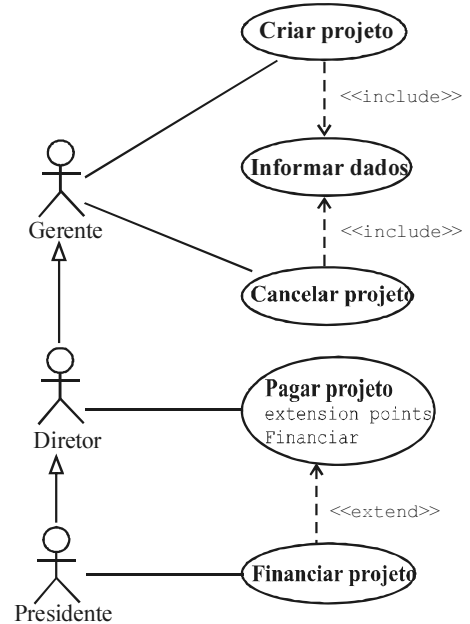 Criar projeto
<<include>>
Informar dados
Gerente
<<include>>
Cancelar projeto
Pagar projeto
extension points
Financiar
Diretor
<<extend>>
Financiar projeto
Presidente